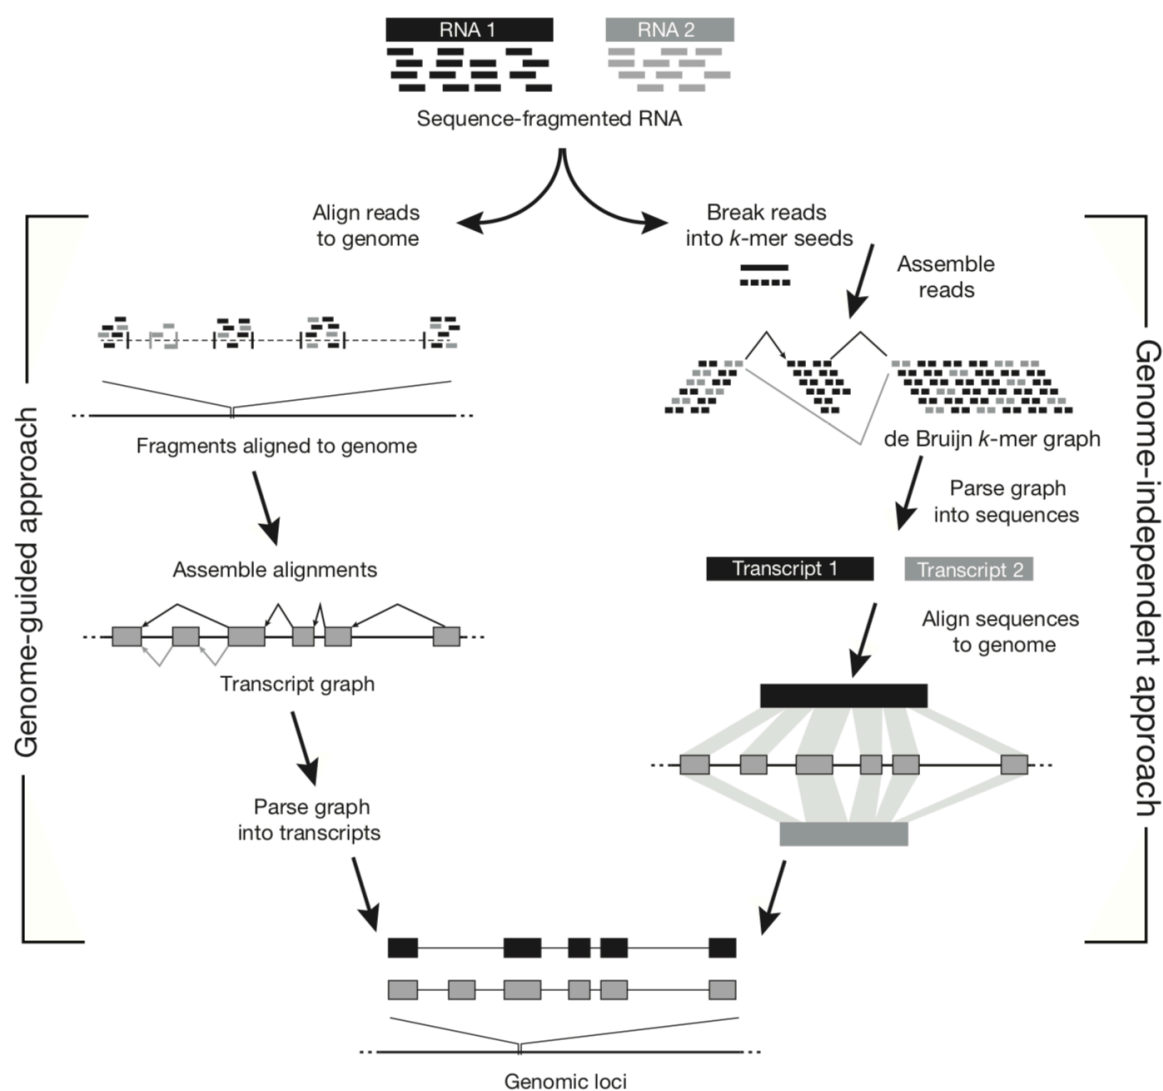 RNA 1
RNA 2
Sequence-fragmented RNA
Genome-guided approach
Align reads
to genome
Fragments aligned to genome
Assemble alignments
Transcript graph
Parse graph
into transcripts
Break reads
into k-mer seeds
Assemble
reads
de Bruijn k-mer graph
Parse graph
into sequences
Transcript 1
Transcript 2
Align sequences
to genome
Genome-independent approach
Genomic loci